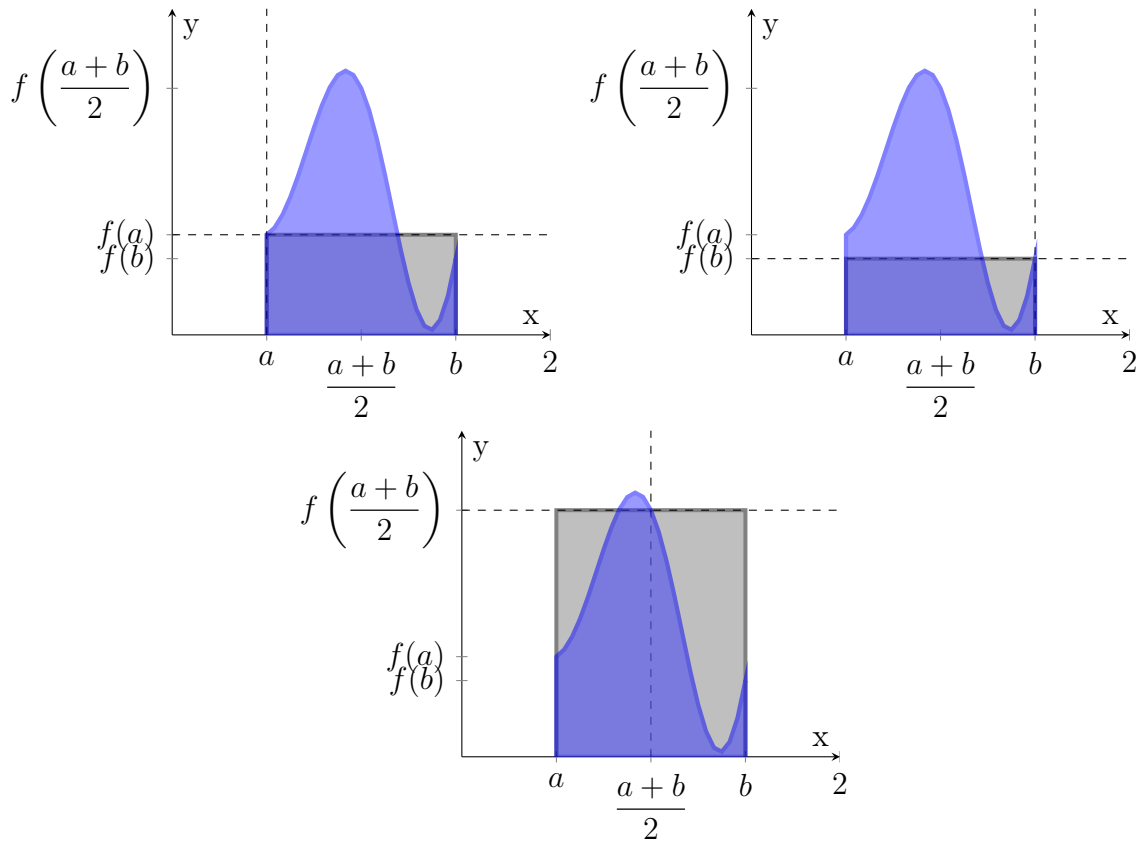 y
f((a + b)/2)
f(a)
f(b)
x
a
(a + b)/2
b
2
y
f((a + b)/2)
f(a)
f(b)
x
a
(a + b)/2
b
2
y
f((a + b)/2)
f(a)
f(b)
x
a
(a + b)/2
b
2